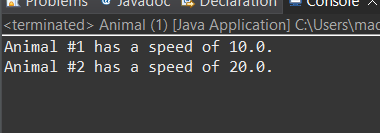 Problems Javadoc Declaration Console
<terminated> Animal (1) [Java Application] C:\Users\mac
Animal #1 has a speed of 10.0.
Animal #2 has a speed of 20.0.